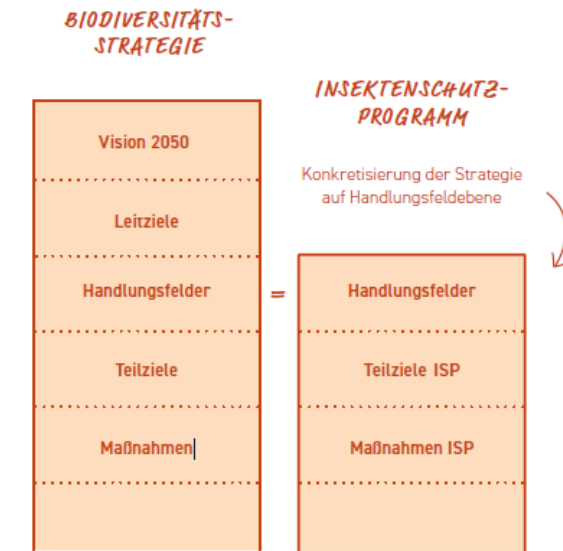 BIODIVERSITÄTS-
STRATEGIE
Vision 2050
Leitziele
Handlungsfelder
Teilziele
Maßnahmen
INSEKTENSCHUTZ-
PROGRAMM
Konkretisierung der Strategie
auf Handlungsfeldebene
=
Handlungsfelder
Teilziele ISP
Maßnahmen ISP